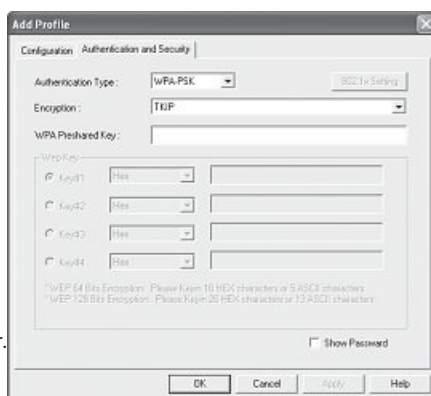 Add Profile
Configuration Authentication and Security
Authentication Type : WPA-PSK 802.1x Setting
Encryption : TKIP
WPA Preshared Key :
Wep Key
Key#1 Hex
Key#2 Hex
Key#3 Hex
Key#4 Hex
* WEP 64 Bits Encryption: Please Keyin 10 HEX characters or 5 ASCII characters
* WEP 128 Bits Encryption: Please Keyin 26 HEX characters or 13 ASCII characters
r.
Show Password
OK Cancel Apply Help